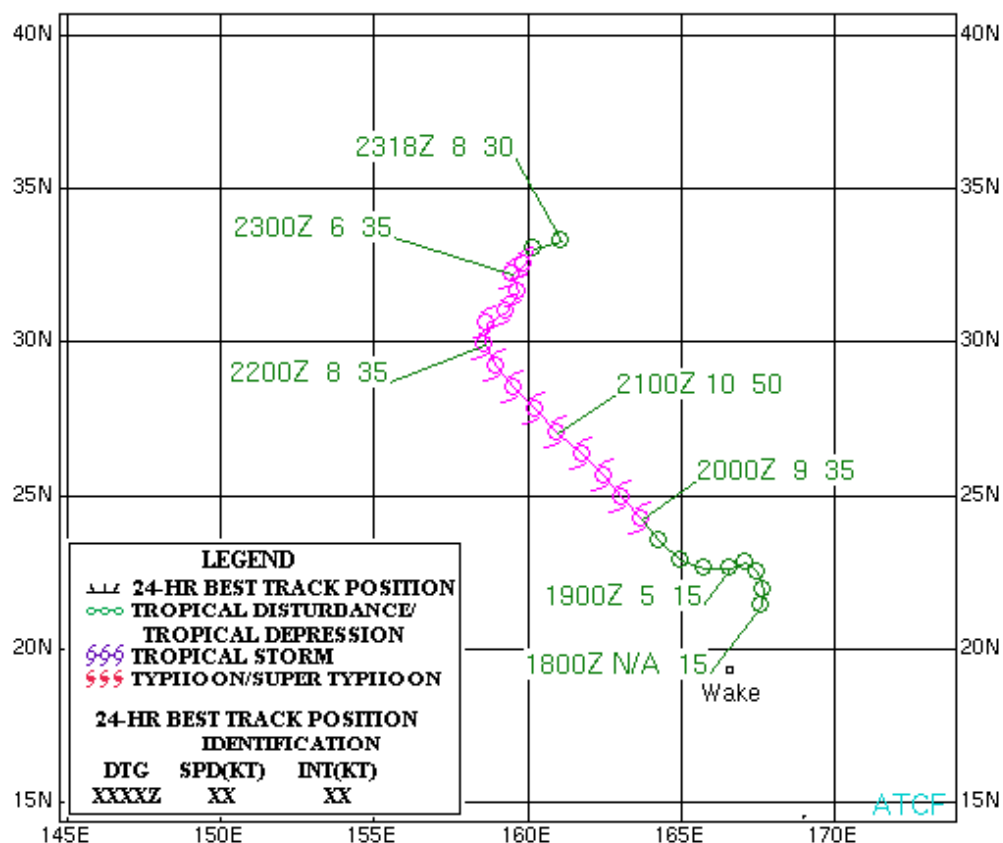 40N 40N
2318Z 8 30
35N 35N
2300Z 6 35
30N 30N
2200Z 8 35
2100Z 10 50
2000Z 9 35
25N 25N
1900Z 5 15
20N 20N
1800Z N/A 15
Wake
LEGEND
24-HR BEST TRACK POSITION
TROPICAL DISTURDANCE/
TROPICAL DEPRESSION
TROPICAL STORM
TYPHOON/SUPER TYPHOON
24-HR BEST TRACK POSITION
IDENTIFICATION
DTG SPD(KT) INT(KT)
XXXXZ XX XX
15N ATCF 15N
145E 150E 155E 160E 165E 170E